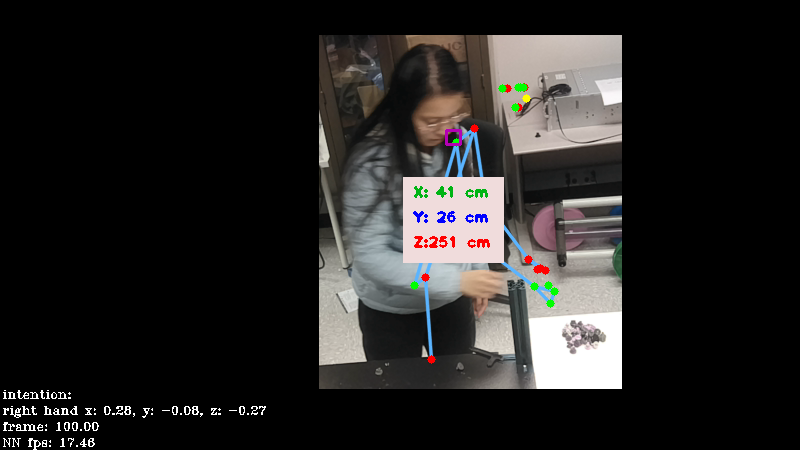 X: 41 cm
Y: 26 cm
Z:251 cm
intention:
right hand x: 0.28, y: -0.08, z: -0.27
frame: 100.00
NN fps: 17.46